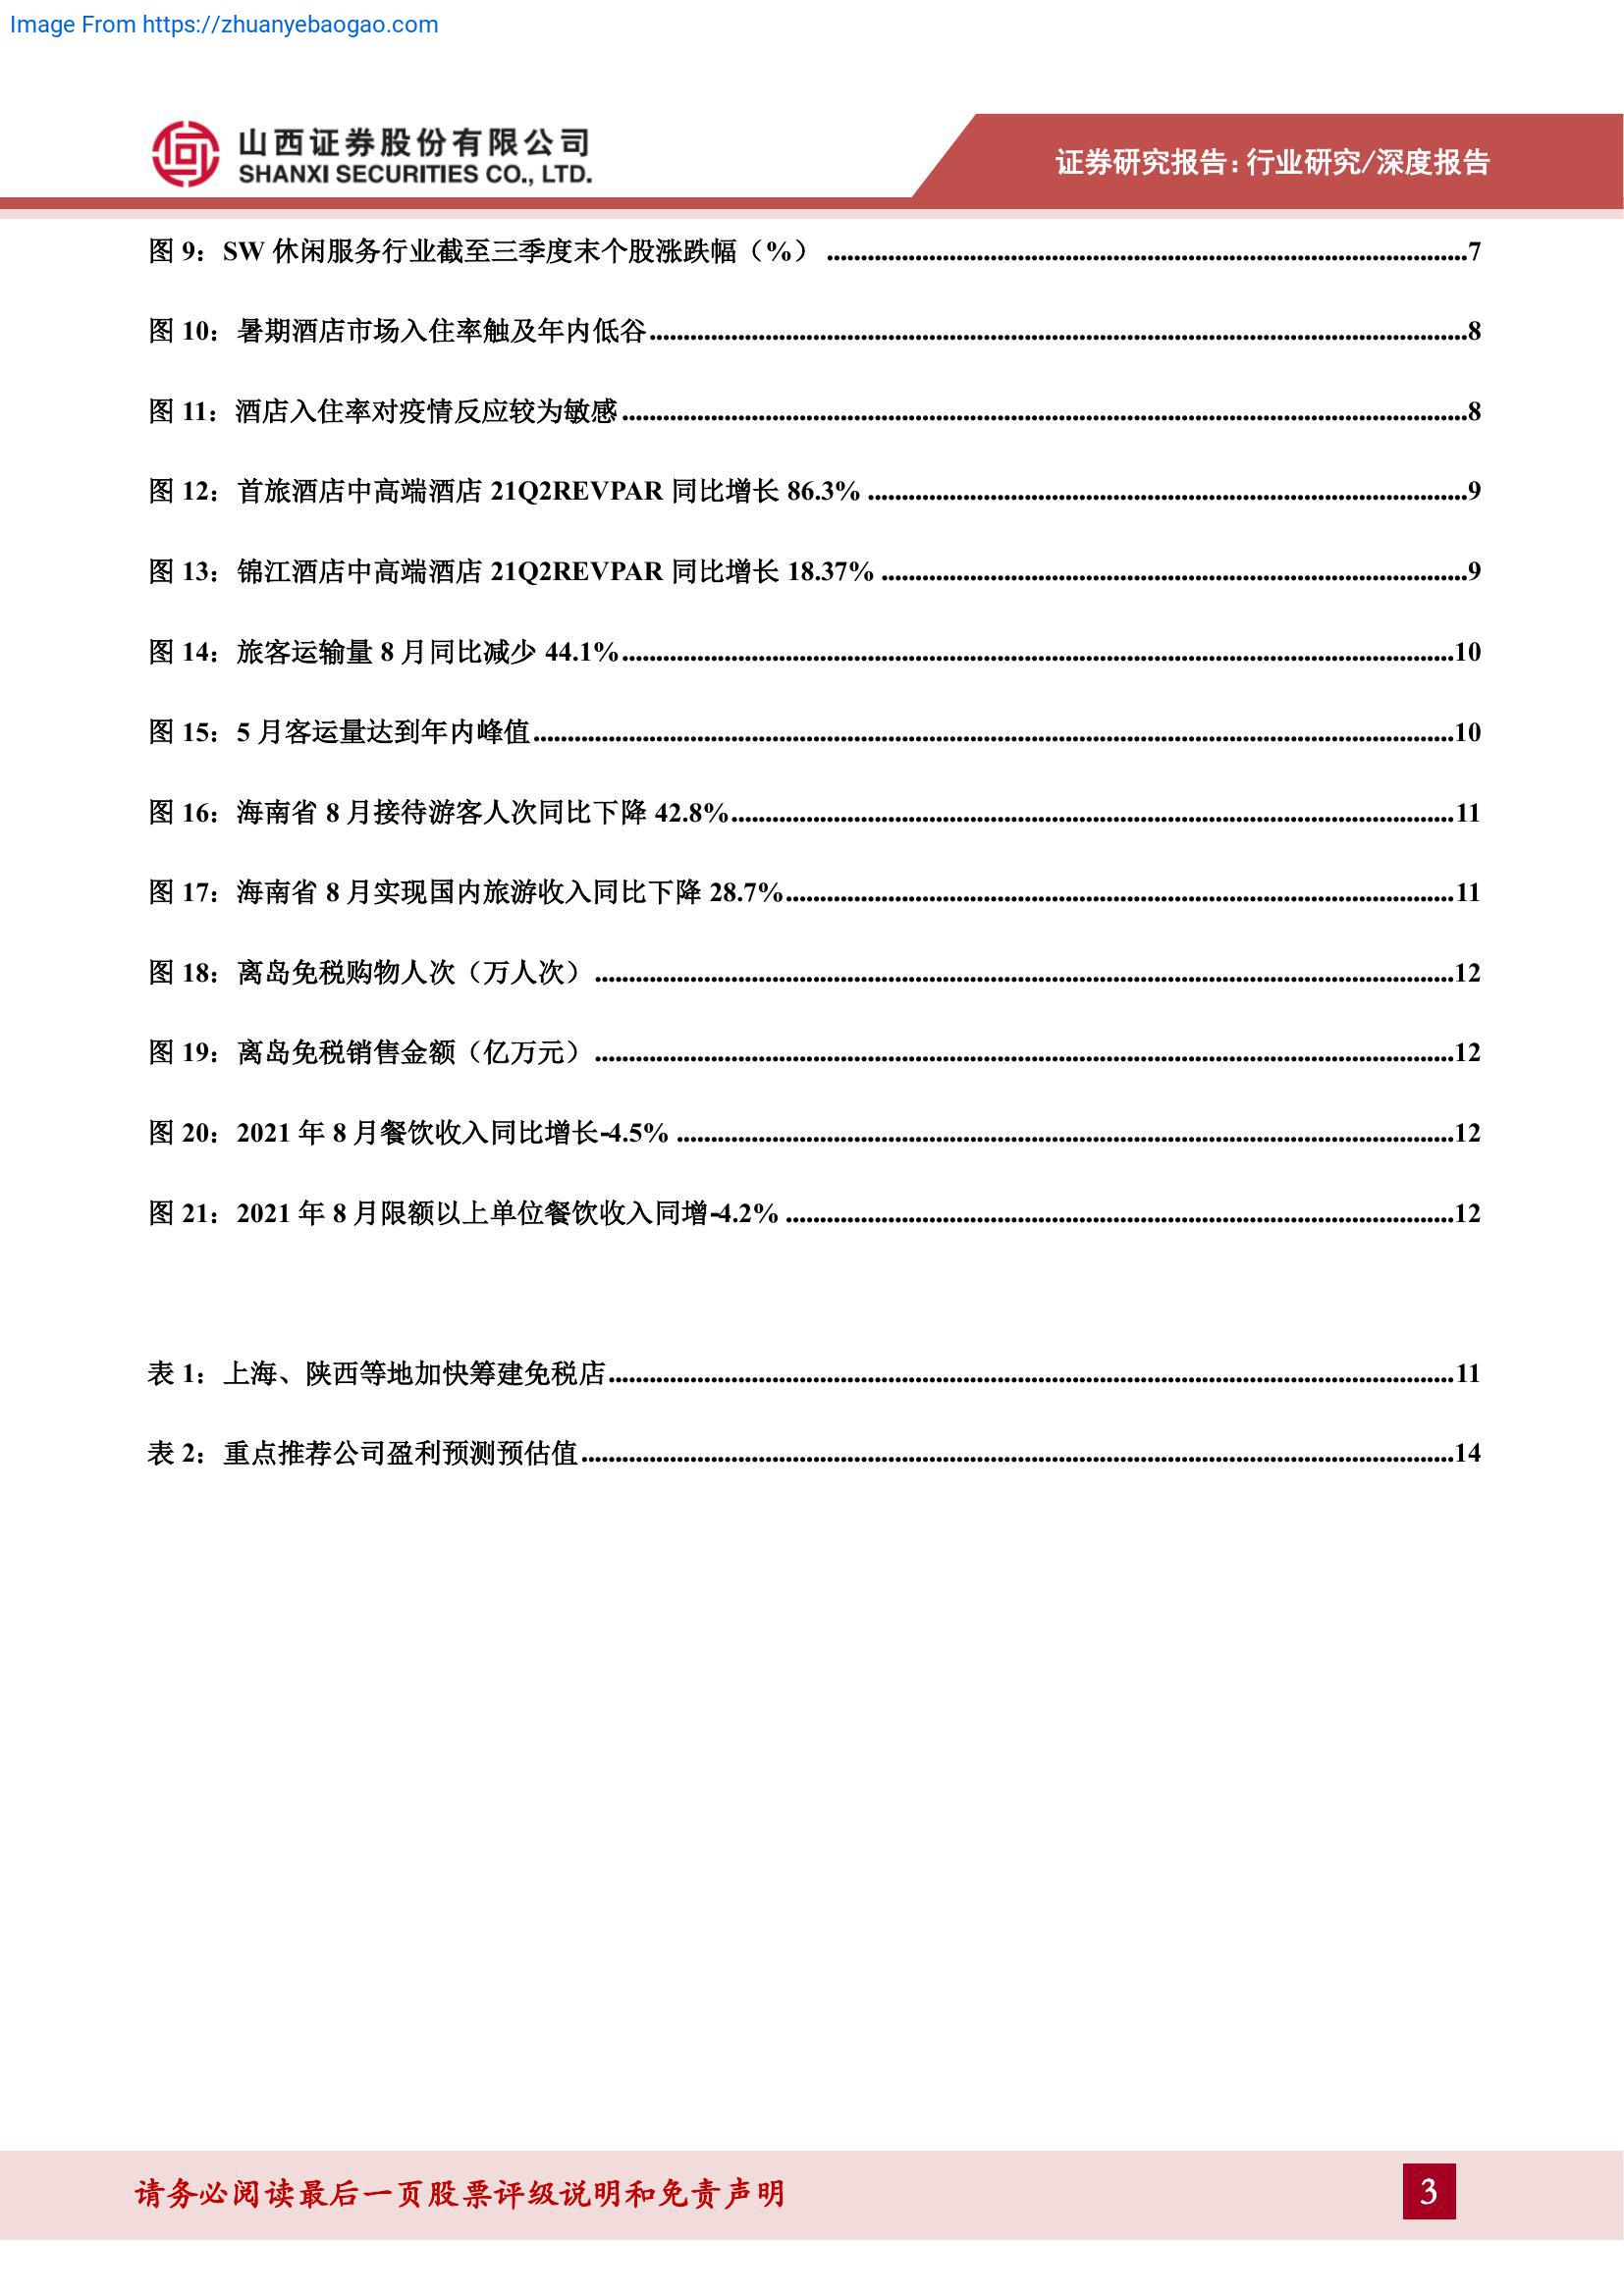 Image From https://zhuanyebaogao.com
山西证券股份有限公司
SHANXI SECURITIES CO., LTD.
证券研究报告：行业研究/深度报告
图 9：SW 休闲服务行业截至三季度末个股涨跌幅（%）.......................................7
图 10：暑期酒店市场入住率触及年内低谷.......................................8
图 11：酒店入住率对疫情反应较为敏感.......................................8
图 12：首旅酒店中高端酒店 21Q2REVPAR 同比增长 86.3%.......................................9
图 13：锦江酒店中高端酒店 21Q2REVPAR 同比增长 18.37%.......................................9
图 14：旅客运输量 8 月同比减少 44.1%.......................................10
图 15：5 月客运量达到年内峰值.......................................10
图 16：海南省 8 月接待游客人次同比下降 42.8%.......................................11
图 17：海南省 8 月实现国内旅游收入同比下降 28.7%.......................................11
图 18：离岛免税购物人次（万人次）.......................................12
图 19：离岛免税销售金额（亿万元）.......................................12
图 20：2021 年 8 月餐饮收入同比增长-4.5%.......................................12
图 21：2021 年 8 月限额以上单位餐饮收入同增-4.2%.......................................12
表 1：上海、陕西等地加快筹建免税店.......................................11
表 2：重点推荐公司盈利预测预估值.......................................14
请务必阅读最后一页股票评级说明和免责声明
3